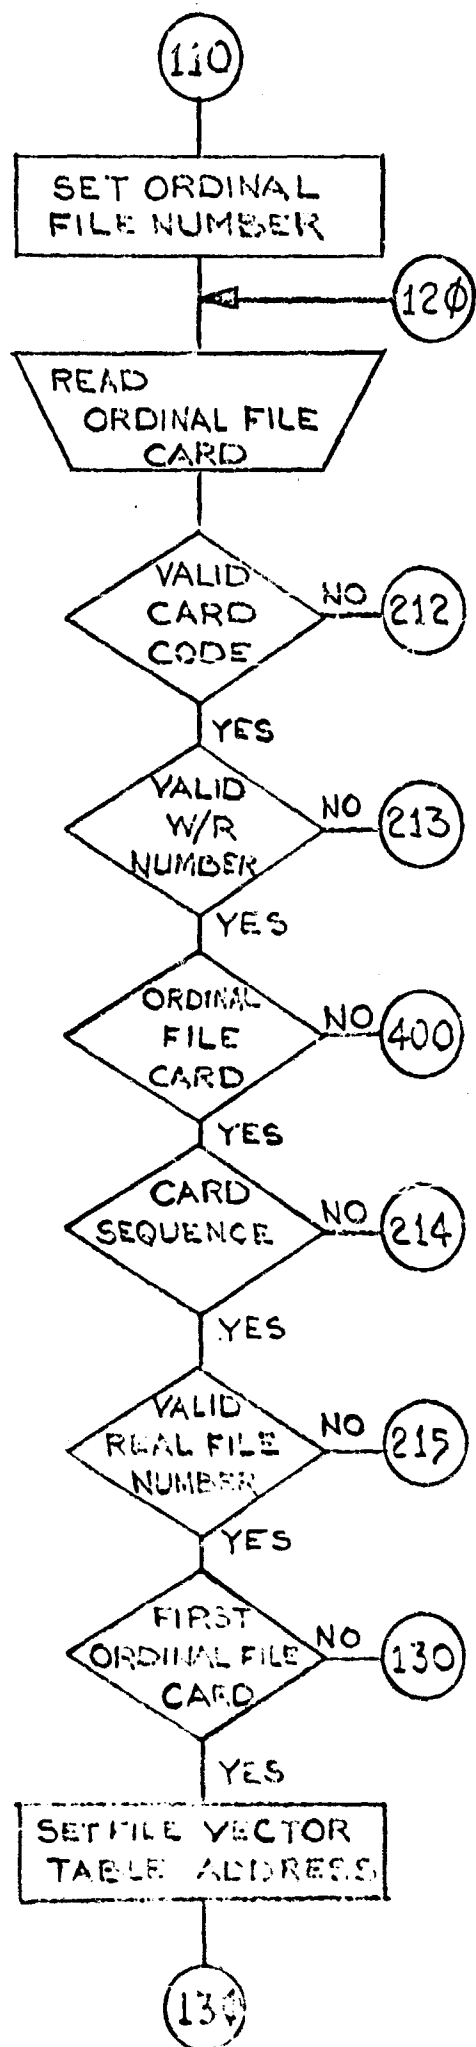 110
SET ORDINAL
FILE NUMBER
12φ
READ
ORDINAL FILE
CARD
VALID
CARD
CODE
NO
212
YES
VALID
W/R
NUMBER
NO
213
YES
ORDINAL
FILE
CARD
NO
400
YES
CARD
SEQUENCE
NO
214
YES
VALID
REAL FILE
NUMBER
NO
215
YES
FIRST
ORDINAL FILE
CARD
NO
130
YES
SET FILE VECTOR
TABLE ADDRESS
13φ